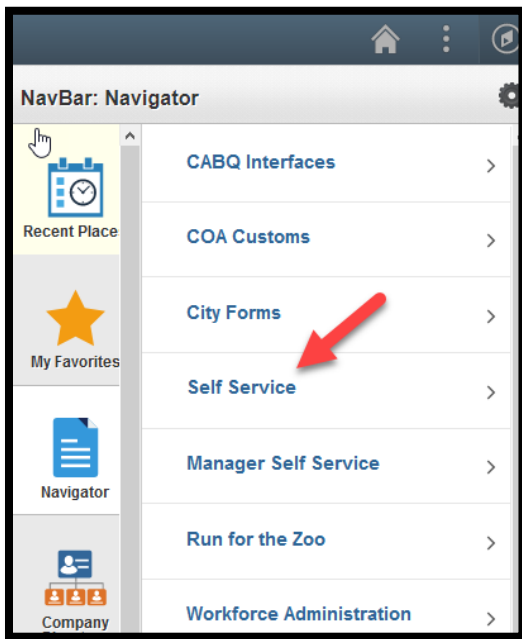 NavBar: Navigator
Recent Place
My Favorites
Navigator
Company
CABQ Interfaces
COA Customs
City Forms
Self Service
Manager Self Service
Run for the Zoo
Workforce Administration